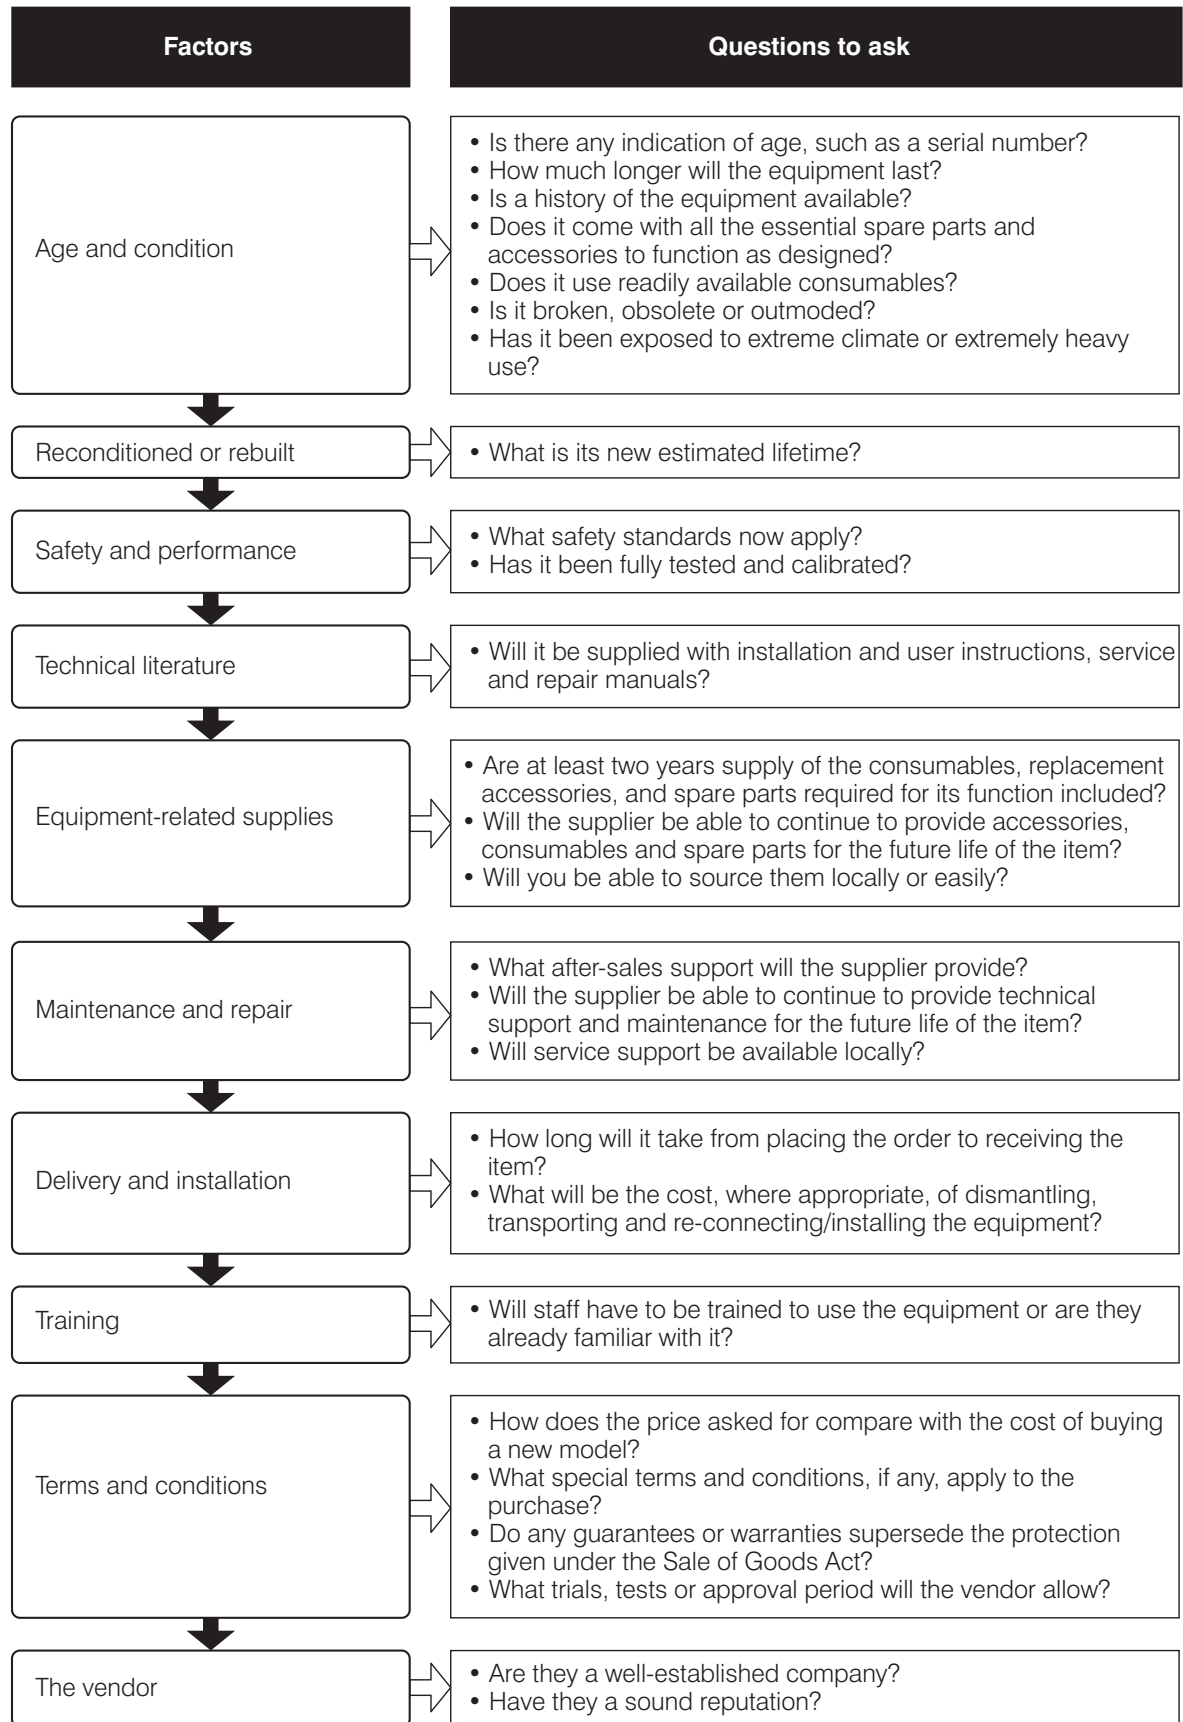 Factors
Questions to ask
Age and condition
• Is there any indication of age, such as a serial number?
• How much longer will the equipment last?
• Is a history of the equipment available?
• Does it come with all the essential spare parts and
accessories to function as designed?
• Does it use readily available consumables?
• Is it broken, obsolete or outmoded?
• Has it been exposed to extreme climate or extremely heavy
use?
Reconditioned or rebuilt
• What is its new estimated lifetime?
Safety and performance
• What safety standards now apply?
• Has it been fully tested and calibrated?
Technical literature
• Will it be supplied with installation and user instructions, service
and repair manuals?
Equipment-related supplies
• Are at least two years supply of the consumables, replacement
accessories, and spare parts required for its function included?
• Will the supplier be able to continue to provide accessories,
consumables and spare parts for the future life of the item?
• Will you be able to source them locally or easily?
Maintenance and repair
• What after-sales support will the supplier provide?
• Will the supplier be able to continue to provide technical
support and maintenance for the future life of the item?
• Will service support be available locally?
Delivery and installation
• How long will it take from placing the order to receiving the
item?
• What will be the cost, where appropriate, of dismantling,
transporting and re-connecting/installing the equipment?
Training
• Will staff have to be trained to use the equipment or are they
already familiar with it?
Terms and conditions
• How does the price asked for compare with the cost of buying
a new model?
• What special terms and conditions, if any, apply to the
purchase?
• Do any guarantees or warranties supersede the protection
given under the Sale of Goods Act?
• What trials, tests or approval period will the vendor allow?
The vendor
• Are they a well-established company?
• Have they a sound reputation?